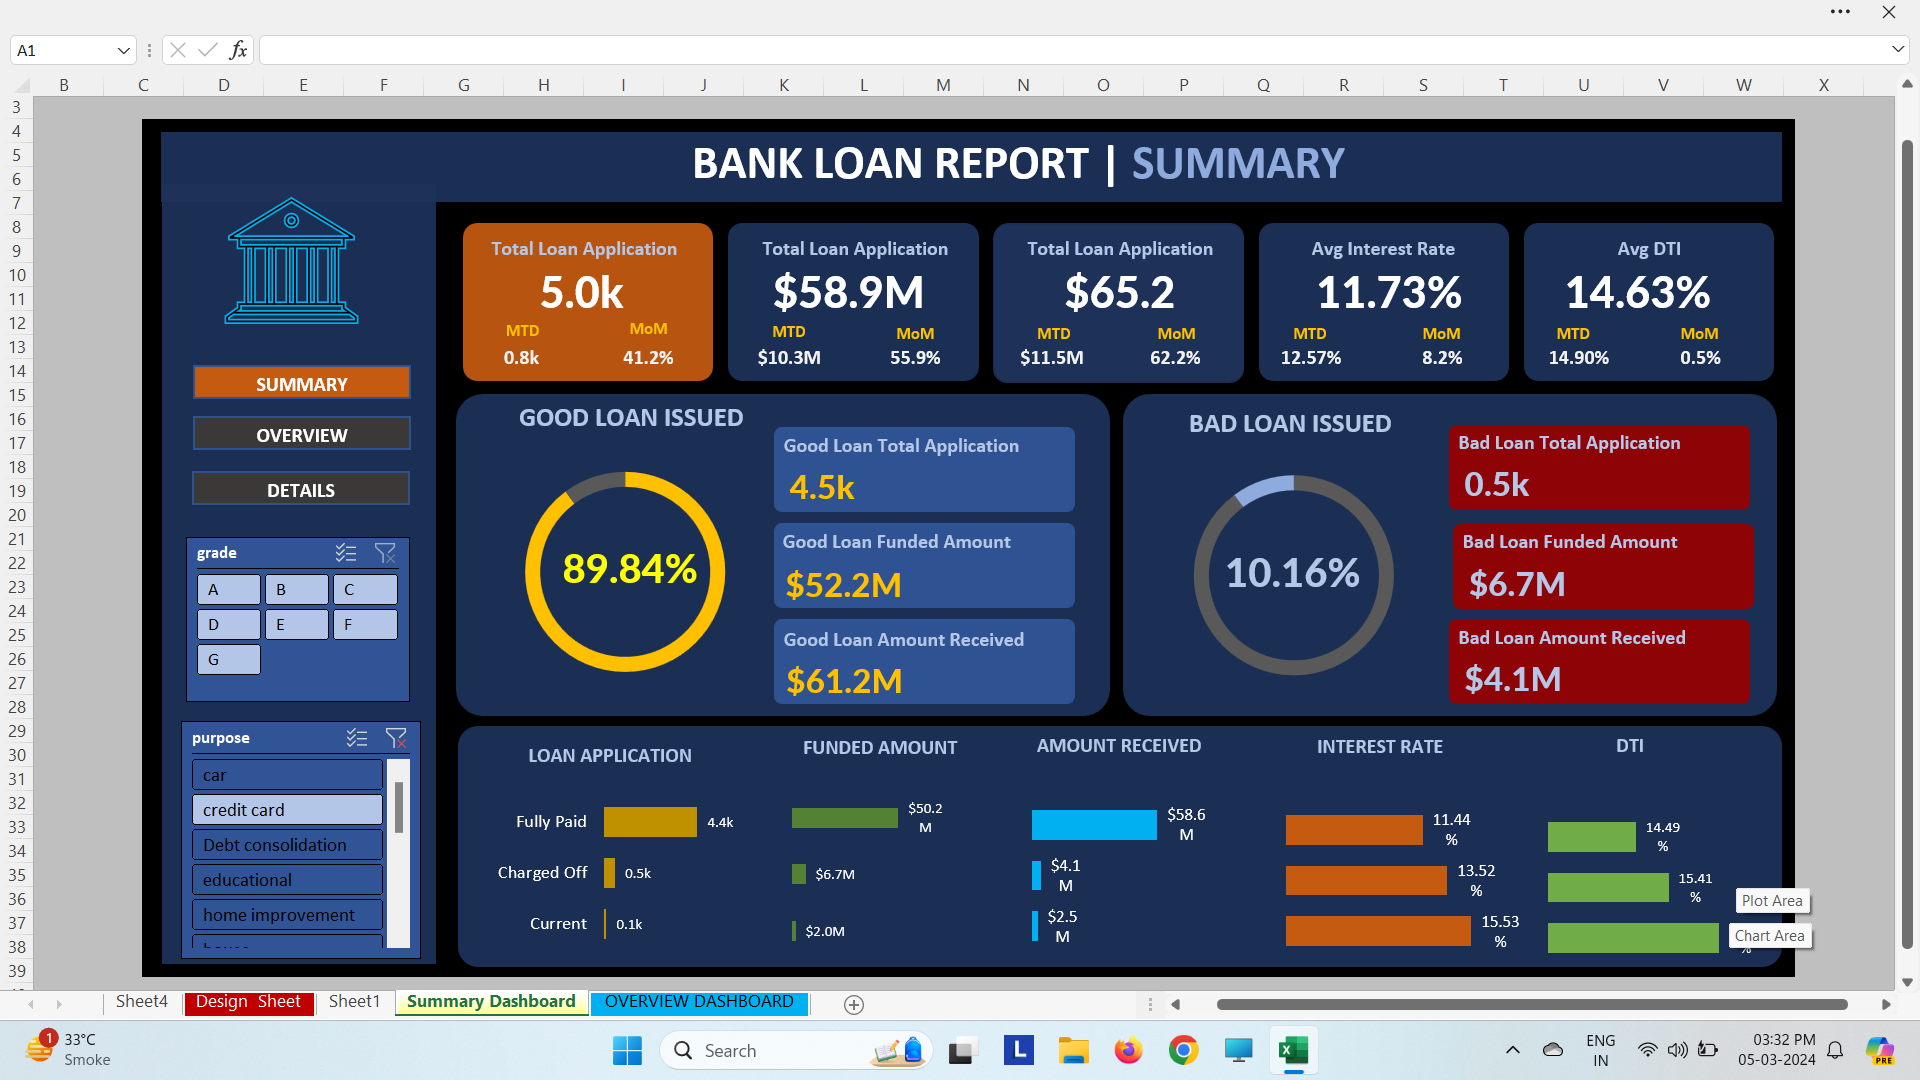 A1
fx
B C D E F G H I J K L M N O P Q R S T U V W X
3
4
5
6
7
8
9
10
11
12
13
14
15
16
17
18
19
20
21
22
23
24
25
26
27
28
29
30
31
32
33
34
35
36
37
38
39
BANK LOAN REPORT | SUMMARY
Total Loan Application
5.0k
MTD MoM
0.8k 41.2%
Total Loan Application
$58.9M
MTD MoM
$10.3M 55.9%
Total Loan Application
$65.2
MTD MoM
$11.5M 62.2%
Avg Interest Rate
11.73%
MTD MoM
12.57% 8.2%
Avg DTI
14.63%
MTD MoM
14.90% 0.5%
SUMMARY
OVERVIEW
DETAILS
grade
A B C
D E F
G
purpose
car
credit card
Debt consolidation
educational
home improvement
GOOD LOAN ISSUED
89.84%
Good Loan Total Application
4.5k
Good Loan Funded Amount
$52.2M
Good Loan Amount Received
$61.2M
BAD LOAN ISSUED
10.16%
Bad Loan Total Application
0.5k
Bad Loan Funded Amount
$6.7M
Bad Loan Amount Received
$4.1M
LOAN APPLICATION
Fully Paid 4.4k
Charged Off 0.5k
Current 0.1k
FUNDED AMOUNT
$50.2
M
$6.7M
$2.0M
AMOUNT RECEIVED
$58.6
M
$4.1
M
$2.5
M
INTEREST RATE
11.44
%
13.52
%
15.53
%
DTI
14.49
%
15.41
%
%
Plot Area
Chart Area
Sheet4 Design Sheet Sheet1 Summary Dashboard OVERVIEW DASHBOARD
1
33°C
Smoke
Search
L
X
ENG
IN
03:32 PM
05-03-2024
PRE